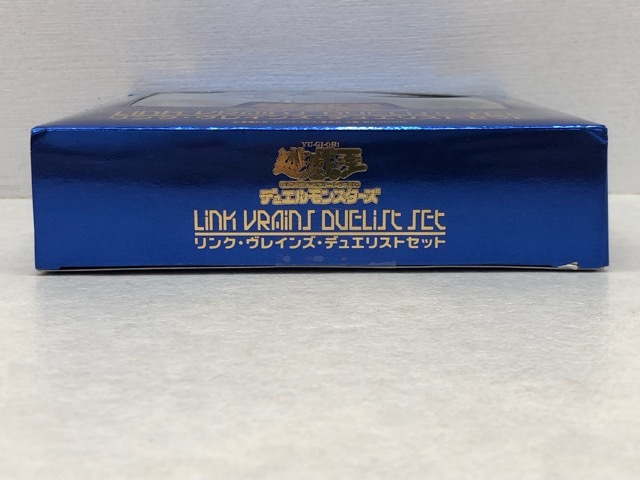 YU-GI-OH!
遊戯王
デュエルモンスターズ
LiNK VRAiNS DUELiSt SEt
リンク・ヴレインズ・デュエリストセット